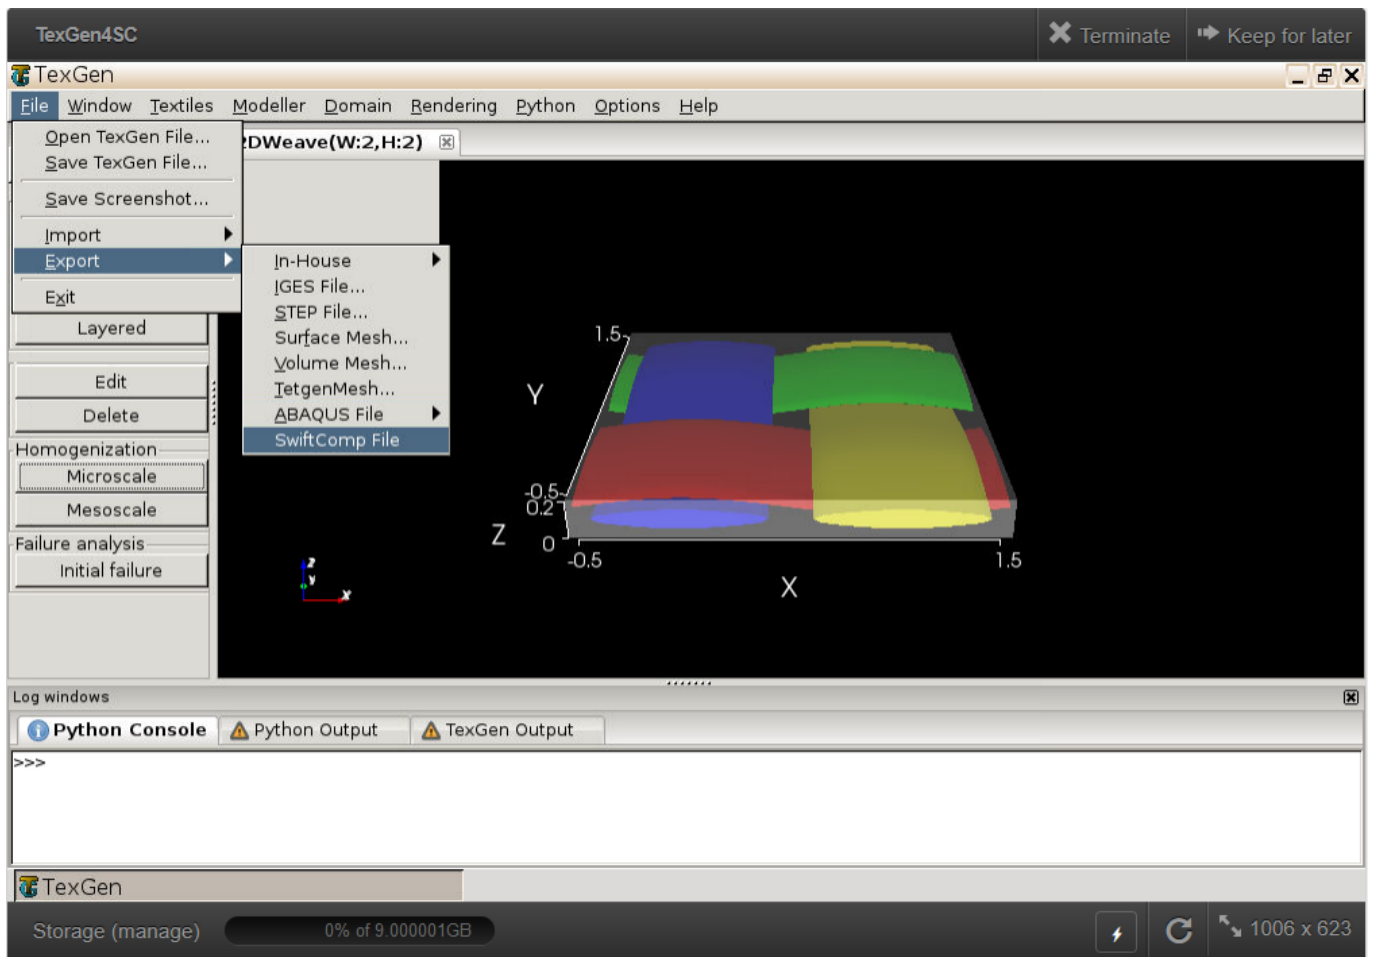 TexGen4SC
Terminate
Keep for later
TexGen
File Window Textiles Modeller Domain Rendering Python Options Help
Open TexGen File...
2DWeave(W:2,H:2)
Save TexGen File...
Save Screenshot...
Import
Export
Exit
In-House
IGES File...
STEP File...
Surface Mesh...
Volume Mesh...
TetgenMesh...
ABAQUS File
SwiftComp File
Layered
Edit
Delete
Homogenization
Microscale
Mesoscale
Failure analysis
Initial failure
1.5
Y
-0.5
0.2
Z
0
-0.5
1.5
X
z
y
x
Log windows
Python Console
Python Output
TexGen Output
>>>
TexGen
Storage (manage)
0% of 9.000001GB
1006 x 623